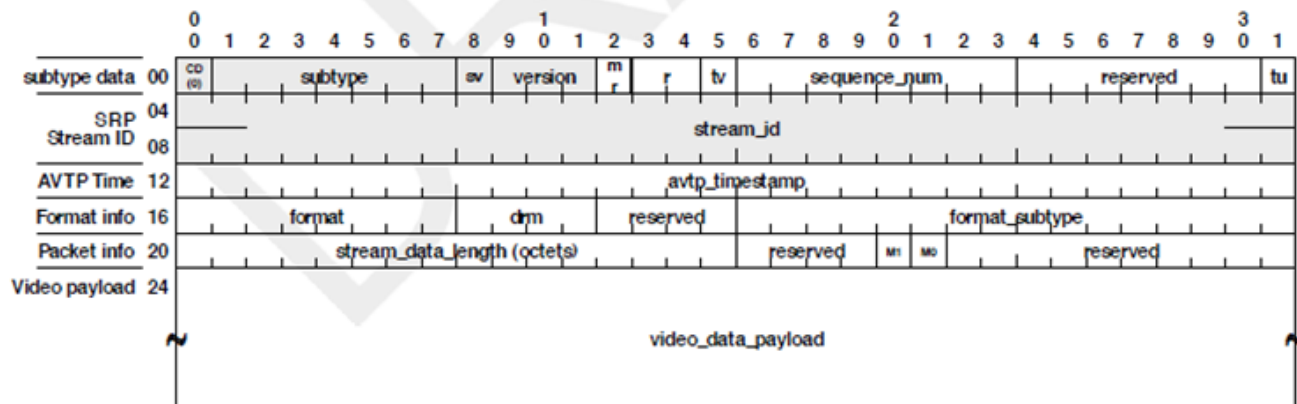 0 1 2 3
0 1 2 3 4 5 6 7 8 9 0 1 2 3 4 5 6 7 8 9 0 1 2 3 4 5 6 7 8 9 0 1
subtype data 00 CD (0) subtype sv version m r r tv sequence_num reserved tu
SRP Stream ID 04 08 stream_id
AVTP Time 12 avtp_timestamp
Format info 16 format drm reserved format_subtype
Packet info 20 stream_data_length (octets) reserved M1 M0 reserved
Video payload 24
video_data_payload